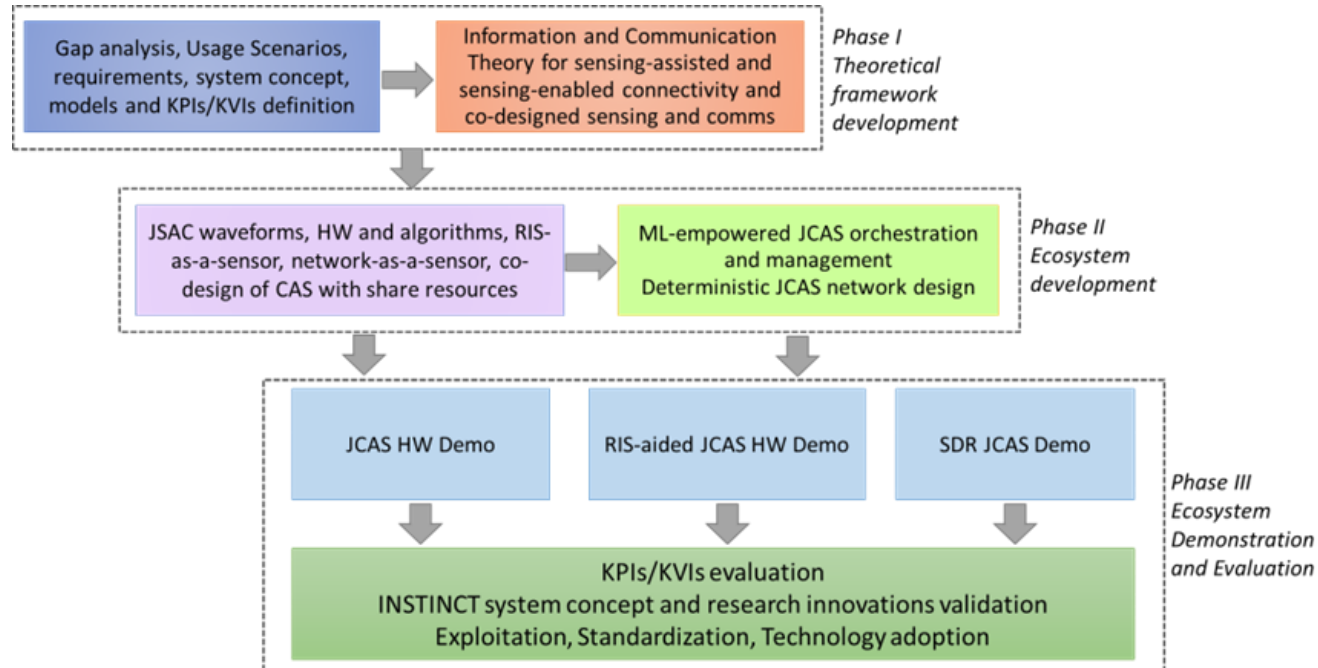 Gap analysis, Usage Scenarios,
requirements, system concept,
models and KPIs/KVIs definition
Information and Communication
Theory for sensing-assisted and
sensing-enabled connectivity and
co-designed sensing and comms
Phase I
Theoretical
framework
development
JSAC waveforms, HW and algorithms, RIS-
as-a-sensor, network-as-a-sensor, co-
design of CAS with share resources
ML-empowered JCAS orchestration
and management
Deterministic JCAS network design
Phase II
Ecosystem
development
JCAS HW Demo
RIS-aided JCAS HW Demo
SDR JCAS Demo
Phase III
Ecosystem
Demonstration
and Evaluation
KPIs/KVIs evaluation
INSTINCT system concept and research innovations validation
Exploitation, Standardization, Technology adoption